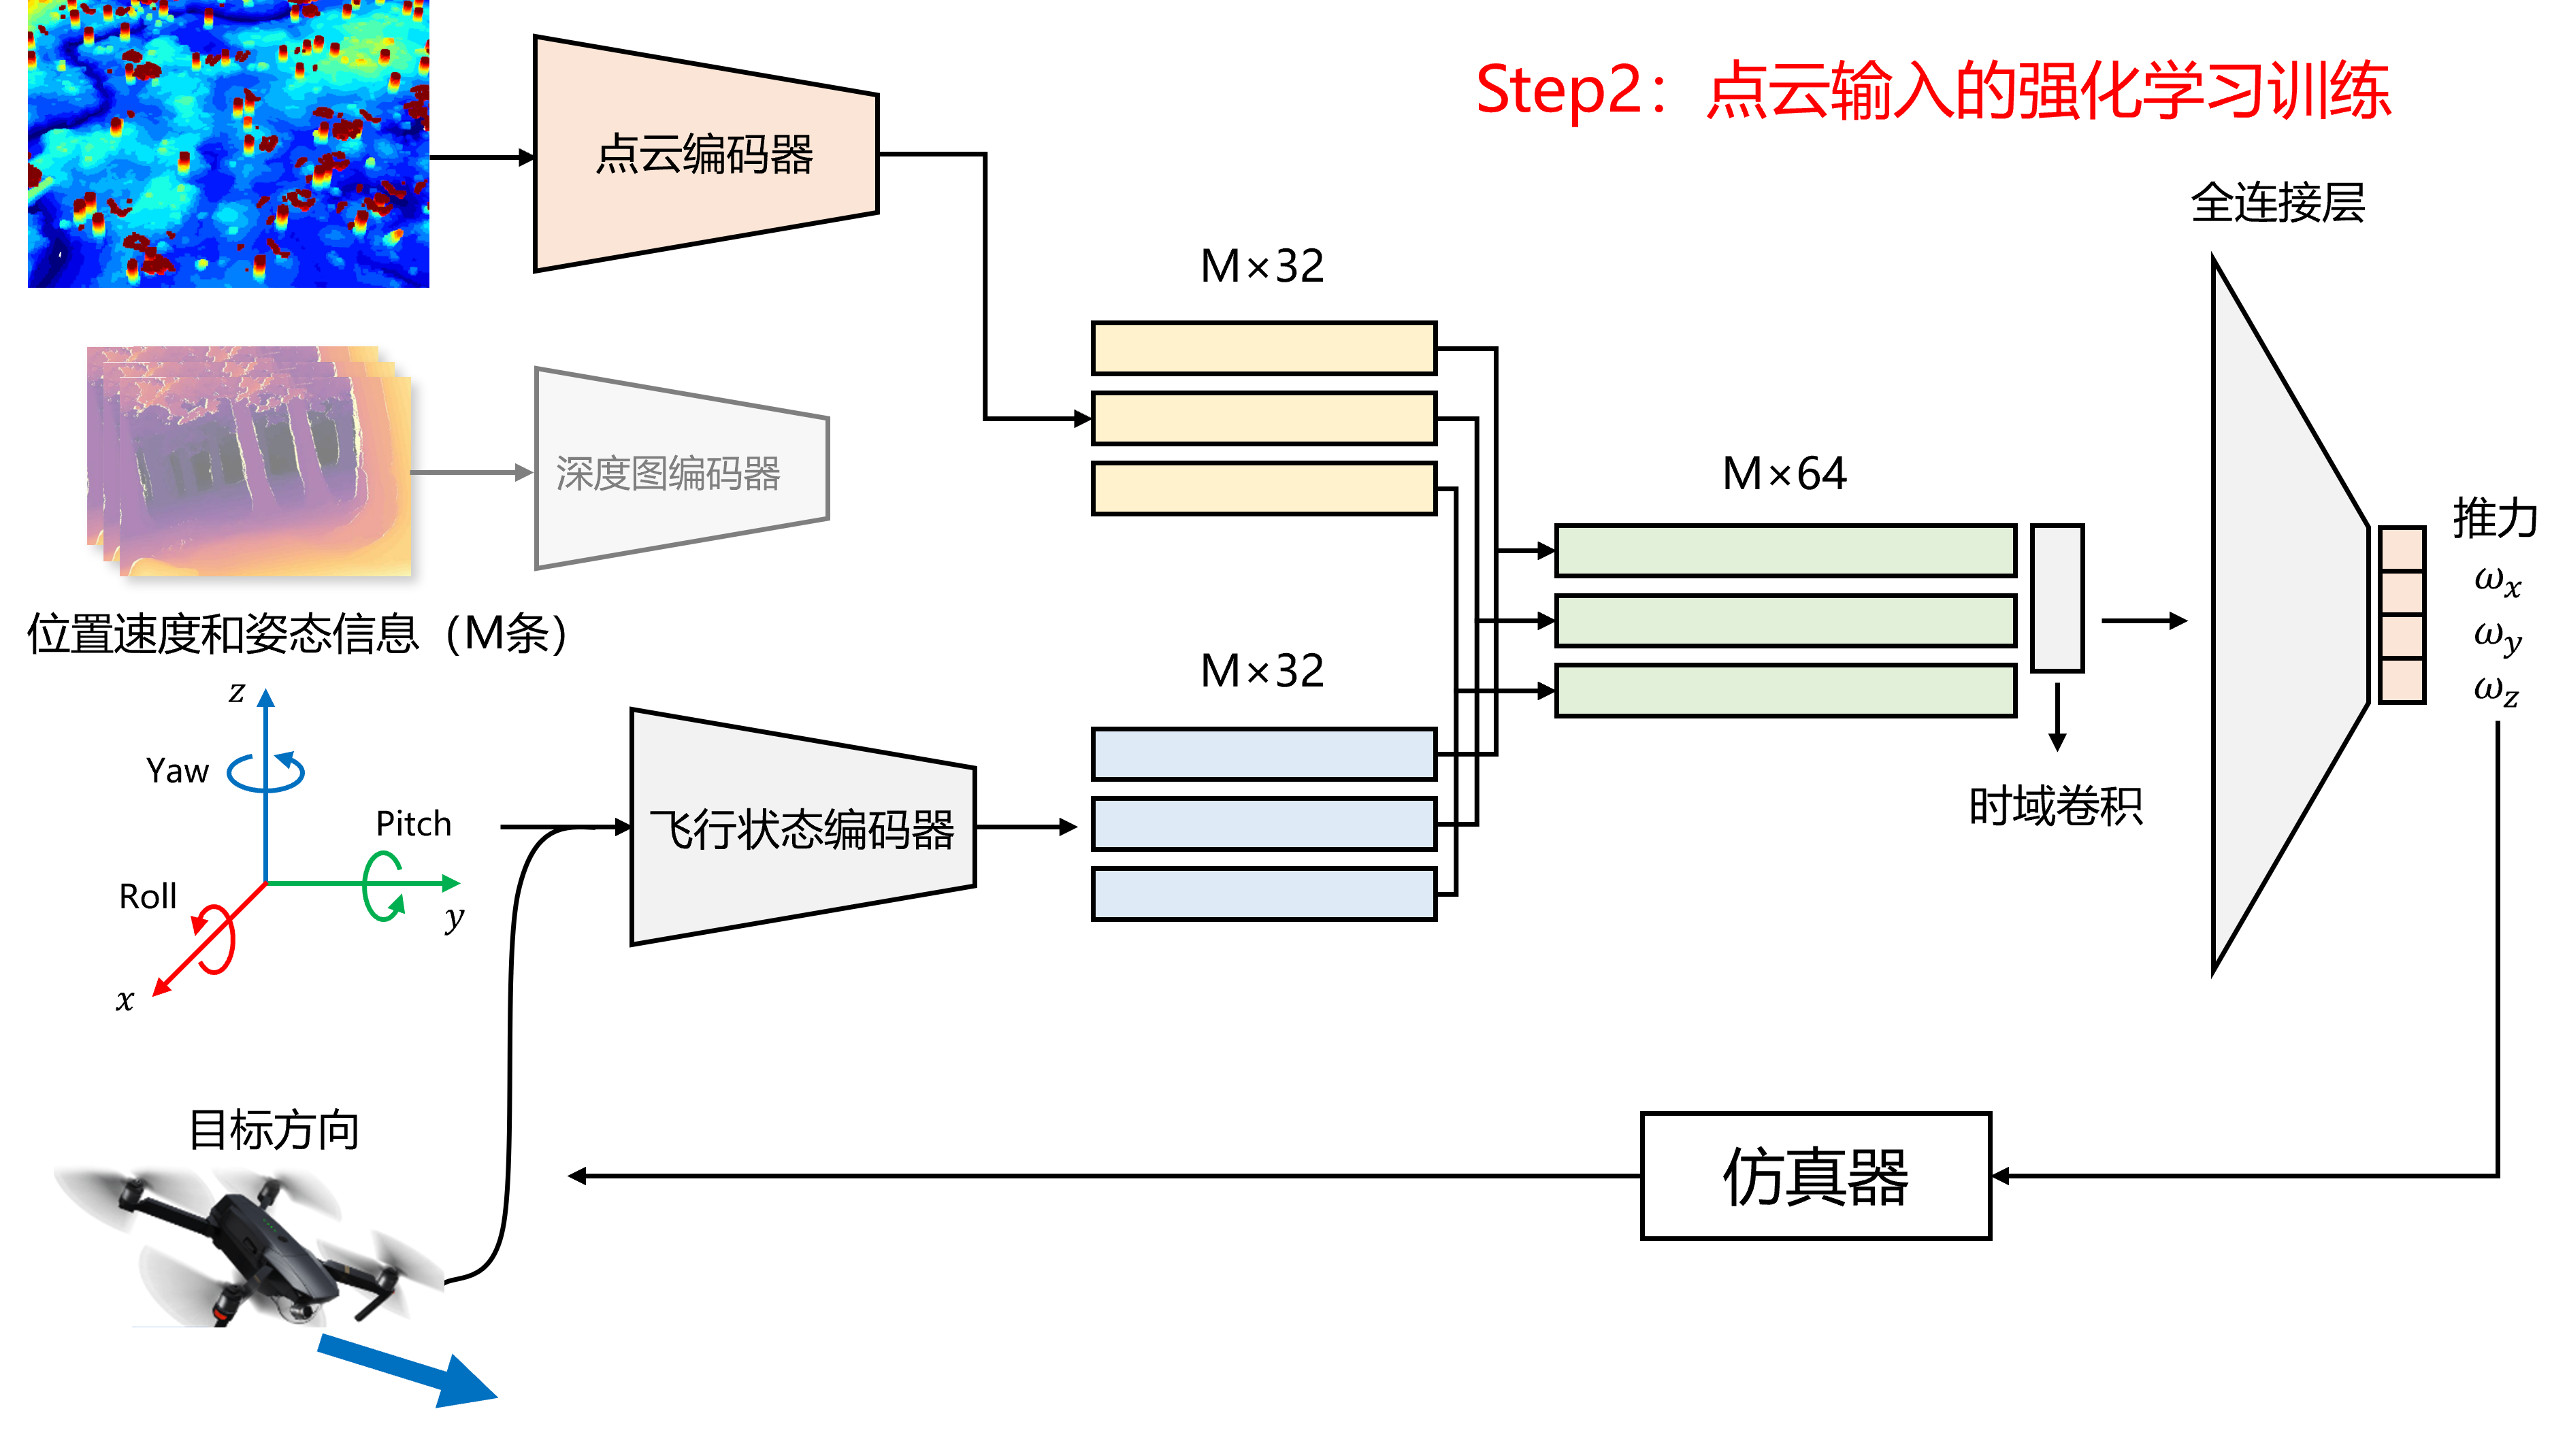 Step2：点云输入的强化学习训练
点云编码器
全连接层
M×32
深度图编码器
M×64
推力
ωx
ωy
ωz
位置速度和姿态信息（M条）
M×32
z
Yaw
Pitch
飞行状态编码器
时域卷积
Roll
y
x
目标方向
仿真器